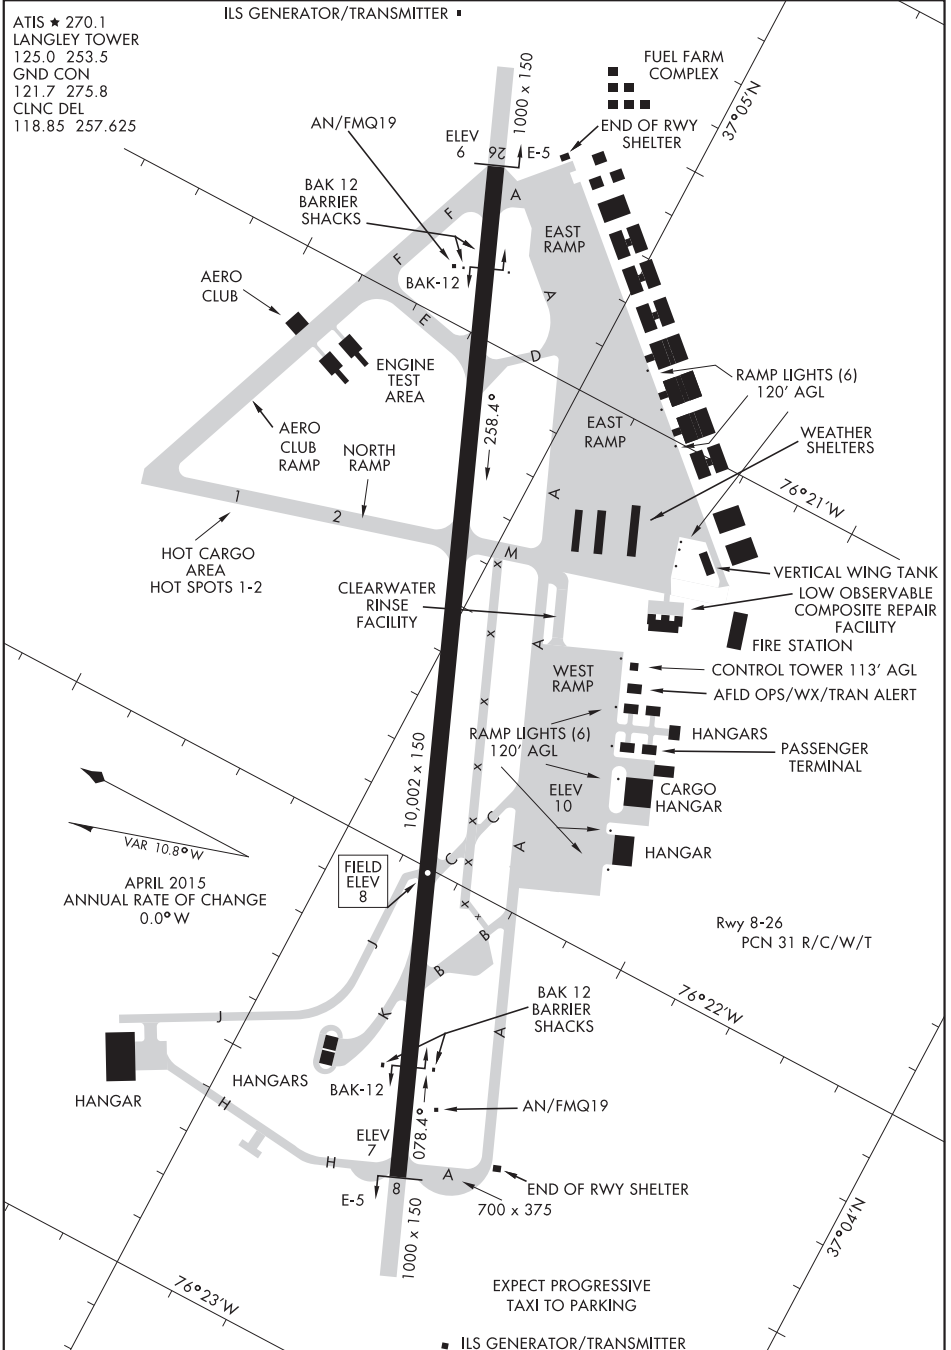 ATIS ★ 270.1
LANGLEY TOWER
125.0 253.5
GND CON
121.7 275.8
CLNC DEL
118.85 257.625
ILS GENERATOR/TRANSMITTER
FUEL FARM
COMPLEX
37°05'N
1000 x 150
AN/FMQ19
ELEV
6
26
E-5
END OF RWY
SHELTER
BAK 12
BARRIER
SHACKS
A
F
EAST
RAMP
F
BAK-12
AERO
CLUB
A
E
D
ENGINE
TEST
AREA
RAMP LIGHTS (6)
120' AGL
258.4°
AERO
CLUB
RAMP
NORTH
RAMP
EAST
RAMP
WEATHER
SHELTERS
76°21'W
1
2
A
HOT CARGO
AREA
HOT SPOTS 1-2
M
x
VERTICAL WING TANK
CLEARWATER
RINSE
FACILITY
LOW OBSERVABLE
COMPOSITE REPAIR
FACILITY
x
A
FIRE STATION
WEST
RAMP
CONTROL TOWER 113' AGL
AFLD OPS/WX/TRAN ALERT
x
RAMP LIGHTS (6)
120' AGL
HANGARS
PASSENGER
TERMINAL
x
10,002 x 150
ELEV
10
CARGO
HANGAR
x
C
VAR 10.8° W
A
HANGAR
C
x
FIELD
ELEV
8
APRIL 2015
ANNUAL RATE OF CHANGE
0.0° W
x
x
Rwy 8-26
PCN 31 R/C/W/T
J
B
B
76°22'W
BAK 12
BARRIER
SHACKS
J
K
A
HANGARS
BAK-12
HANGAR
H
AN/FMQ19
078.4°
ELEV
7
H
A
E-5
8
END OF RWY SHELTER
700 x 375
1000 x 150
37°04'N
76°23'W
EXPECT PROGRESSIVE
TAXI TO PARKING
ILS GENERATOR/TRANSMITTER